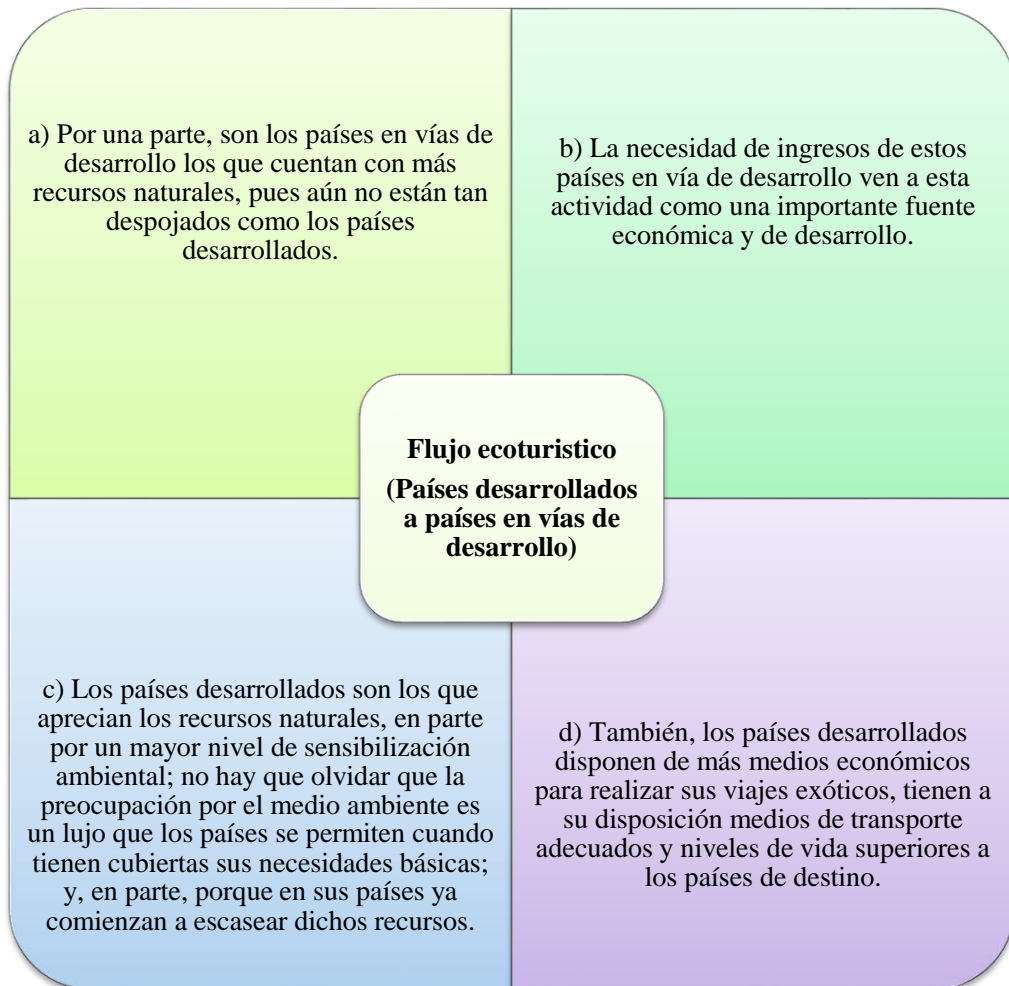 a) Por una parte, son los países en vías de
desarrollo los que cuentan con más
recursos naturales, pues aún no están tan
despojados como los países
desarrollados.
b) La necesidad de ingresos de estos
países en vía de desarrollo ven a esta
actividad como una importante fuente
económica y de desarrollo.
Flujo ecoturistico
(Países desarrollados
a países en vías de
desarrollo)
c) Los países desarrollados son los que
aprecian los recursos naturales, en parte
por un mayor nivel de sensibilización
ambiental; no hay que olvidar que la
preocupación por el medio ambiente es
un lujo que los países se permiten cuando
tienen cubiertas sus necesidades básicas;
y, en parte, porque en sus países ya
comienzan a escasear dichos recursos.
d) También, los países desarrollados
disponen de más medios económicos
para realizar sus viajes exóticos, tienen a
su disposición medios de transporte
adecuados y niveles de vida superiores a
los países de destino.